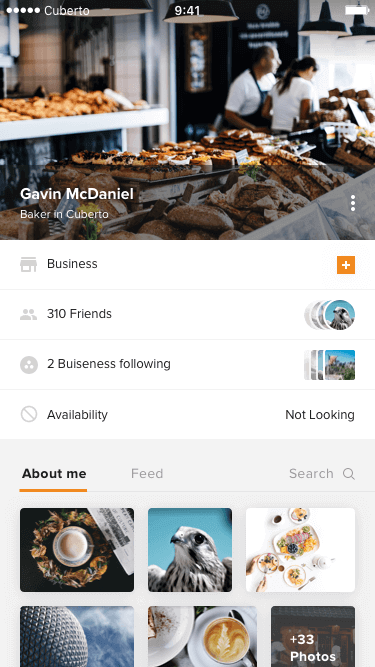 Cuberto
9:41
Gavin McDaniel
Baker in Cuberto
Business
310 Friends
2 Buiseness following
Availability
Not Looking
About me
Feed
Search
+33
Photos